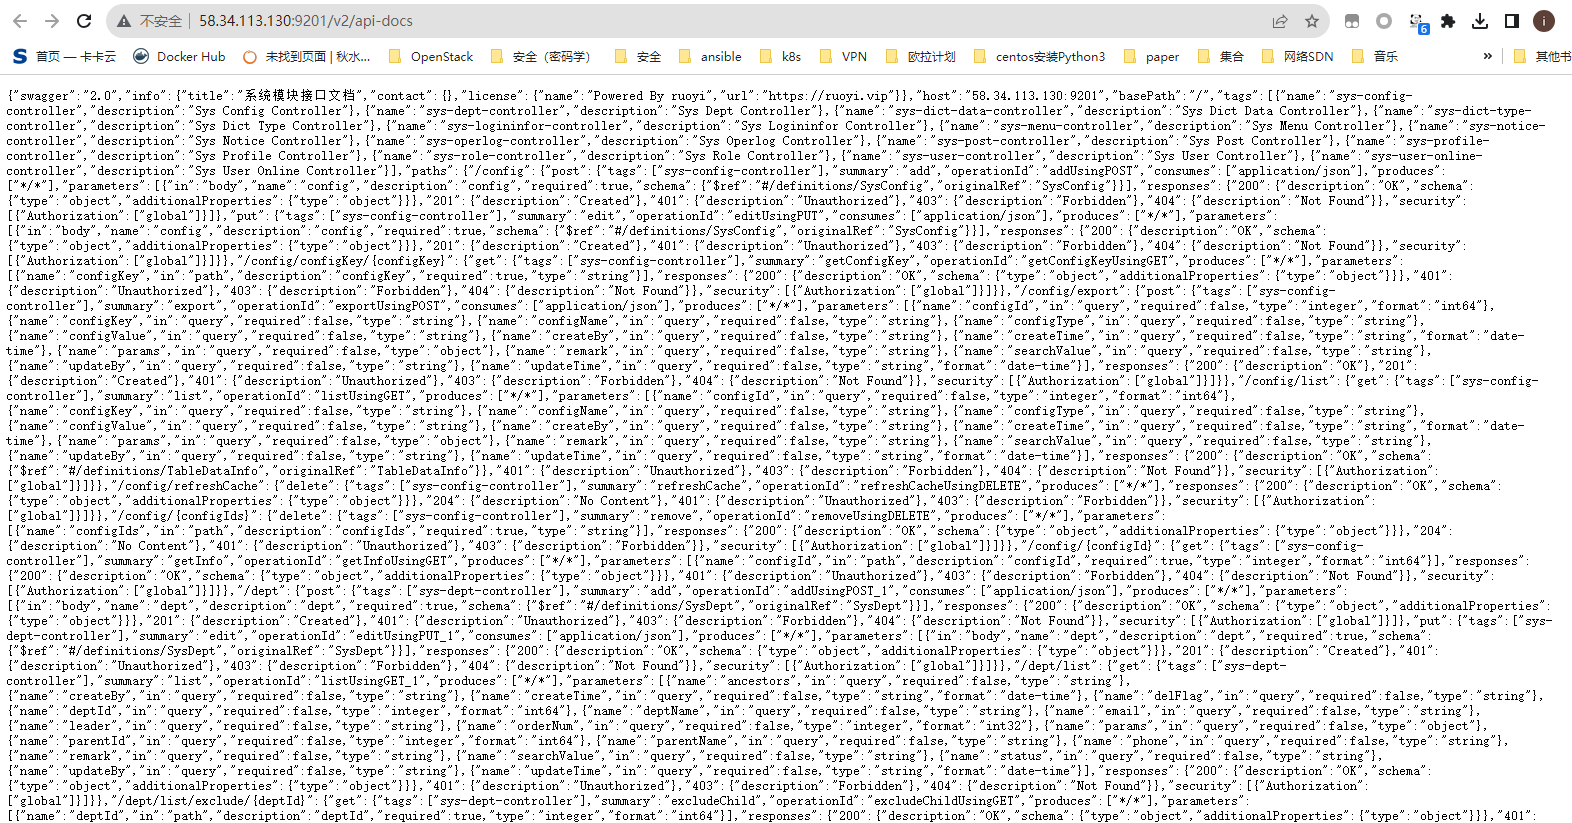 不安全 58.34.113.130:9201/v2/api-docs
6
i
首页 — 卡卡云 Docker Hub 未找到页面 | 秋水... OpenStack 安全（密码学） 安全 ansible k8s VPN 欧拉计划 centos安装Python3 paper 集合 网络SDN 音乐 » 其他书
{"swagger":"2.0","info":{"title":"系统模块接口文档","contact":{},"license":{"name":"Powered By ruoyi","url":"https://ruoyi.vip"}},"host":"58.34.113.130:9201","basePath":"/","tags":[{"name":"sys-config-
controller","description":"Sys Config Controller"},{"name":"sys-dept-controller","description":"Sys Dept Controller"},{"name":"sys-dict-data-controller","description":"Sys Dict Data Controller"},{"name":"sys-dict-type-
controller","description":"Sys Dict Type Controller"},{"name":"sys-logininfor-controller","description":"Sys Logininfor Controller"},{"name":"sys-menu-controller","description":"Sys Menu Controller"},{"name":"sys-notice-
controller","description":"Sys Notice Controller"},{"name":"sys-operlog-controller","description":"Sys Operlog Controller"},{"name":"sys-post-controller","description":"Sys Post Controller"},{"name":"sys-profile-
controller","description":"Sys Profile Controller"},{"name":"sys-role-controller","description":"Sys Role Controller"},{"name":"sys-user-controller","description":"Sys User Controller"},{"name":"sys-user-online-
controller","description":"Sys User Online Controller"}],"paths":{"/config":{"post":{"tags":["sys-config-controller"],"summary":"add","operationId":"addUsingPOST","consumes":["application/json"],"produces":
["*/*"],"parameters":[{"in":"body","name":"config","description":"config","required":true,"schema":{"$ref":"#/definitions/SysConfig","originalRef":"SysConfig"}}],"responses":{"200":{"description":"OK","schema":
{"type":"object","additionalProperties":{"type":"object"}}},"201":{"description":"Created"},"401":{"description":"Unauthorized"},"403":{"description":"Forbidden"},"404":{"description":"Not Found"}},"security":
[{"Authorization":["global"]}]},"put":{"tags":["sys-config-controller"],"summary":"edit","operationId":"editUsingPUT","consumes":["application/json"],"produces":["*/*"],"parameters":
[{"in":"body","name":"config","description":"config","required":true,"schema":{"$ref":"#/definitions/SysConfig","originalRef":"SysConfig"}}],"responses":{"200":{"description":"OK","schema":
{"type":"object","additionalProperties":{"type":"object"}}},"201":{"description":"Created"},"401":{"description":"Unauthorized"},"403":{"description":"Forbidden"},"404":{"description":"Not Found"}},"security":
[{"Authorization":["global"]}]}},"/config/configKey/{configKey}":{"get":{"tags":["sys-config-controller"],"summary":"getConfigKey","operationId":"getConfigKeyUsingGET","produces":["*/*"],"parameters":
[{"name":"configKey","in":"path","description":"configKey","required":true,"type":"string"}],"responses":{"200":{"description":"OK","schema":{"type":"object","additionalProperties":{"type":"object"}}},"401":
{"description":"Unauthorized"},"403":{"description":"Forbidden"},"404":{"description":"Not Found"}},"security":[{"Authorization":["global"]}]}},"/config/export":{"post":{"tags":["sys-config-
controller"],"summary":"export","operationId":"exportUsingPOST","consumes":["application/json"],"produces":["*/*"],"parameters":[{"name":"configId","in":"query","required":false,"type":"integer","format":"int64"},
{"name":"configKey","in":"query","required":false,"type":"string"},{"name":"configName","in":"query","required":false,"type":"string"},{"name":"configType","in":"query","required":false,"type":"string"},
{"name":"configValue","in":"query","required":false,"type":"string"},{"name":"createBy","in":"query","required":false,"type":"string"},{"name":"createTime","in":"query","required":false,"type":"string","format":"date-
time"},{"name":"params","in":"query","required":false,"type":"object"},{"name":"remark","in":"query","required":false,"type":"string"},{"name":"searchValue","in":"query","required":false,"type":"string"},
{"name":"updateBy","in":"query","required":false,"type":"string"},{"name":"updateTime","in":"query","required":false,"type":"string","format":"date-time"}],"responses":{"200":{"description":"OK"},"201":
{"description":"Created"},"401":{"description":"Unauthorized"},"403":{"description":"Forbidden"},"404":{"description":"Not Found"}},"security":[{"Authorization":["global"]}]}},"/config/list":{"get":{"tags":["sys-config-
controller"],"summary":"list","operationId":"listUsingGET","produces":["*/*"],"parameters":[{"name":"configId","in":"query","required":false,"type":"integer","format":"int64"},
{"name":"configKey","in":"query","required":false,"type":"string"},{"name":"configName","in":"query","required":false,"type":"string"},{"name":"configType","in":"query","required":false,"type":"string"},
{"name":"configValue","in":"query","required":false,"type":"string"},{"name":"createBy","in":"query","required":false,"type":"string"},{"name":"createTime","in":"query","required":false,"type":"string","format":"date-
time"},{"name":"params","in":"query","required":false,"type":"object"},{"name":"remark","in":"query","required":false,"type":"string"},{"name":"searchValue","in":"query","required":false,"type":"string"},
{"name":"updateBy","in":"query","required":false,"type":"string"},{"name":"updateTime","in":"query","required":false,"type":"string","format":"date-time"}],"responses":{"200":{"description":"OK","schema":
{"$ref":"#/definitions/TableDataInfo","originalRef":"TableDataInfo"}},"401":{"description":"Unauthorized"},"403":{"description":"Forbidden"},"404":{"description":"Not Found"}},"security":[{"Authorization":
["global"]}]}},"/config/refreshCache":{"delete":{"tags":["sys-config-controller"],"summary":"refreshCache","operationId":"refreshCacheUsingDELETE","produces":["*/*"],"responses":{"200":{"description":"OK","schema":
{"type":"object","additionalProperties":{"type":"object"}}},"204":{"description":"No Content"},"401":{"description":"Unauthorized"},"403":{"description":"Forbidden"}},"security":[{"Authorization":
["global"]}]}},"/config/{configIds}":{"delete":{"tags":["sys-config-controller"],"summary":"remove","operationId":"removeUsingDELETE","produces":["*/*"],"parameters":
[{"name":"configIds","in":"path","description":"configIds","required":true,"type":"string"}],"responses":{"200":{"description":"OK","schema":{"type":"object","additionalProperties":{"type":"object"}}},"204":
{"description":"No Content"},"401":{"description":"Unauthorized"},"403":{"description":"Forbidden"}},"security":[{"Authorization":["global"]}]}},"/config/{configId}":{"get":{"tags":["sys-config-
controller"],"summary":"getInfo","operationId":"getInfoUsingGET","produces":["*/*"],"parameters":[{"name":"configId","in":"path","description":"configId","required":true,"type":"integer","format":"int64"}],"responses":
{"200":{"description":"OK","schema":{"type":"object","additionalProperties":{"type":"object"}}},"401":{"description":"Unauthorized"},"403":{"description":"Forbidden"},"404":{"description":"Not Found"}},"security":
[{"Authorization":["global"]}]}},"/dept":{"post":{"tags":["sys-dept-controller"],"summary":"add","operationId":"addUsingPOST_1","consumes":["application/json"],"produces":["*/*"],"parameters":
[{"in":"body","name":"dept","description":"dept","required":true,"schema":{"$ref":"#/definitions/SysDept","originalRef":"SysDept"}}],"responses":{"200":{"description":"OK","schema":{"type":"object","additionalProperties":
{"type":"object"}}},"201":{"description":"Created"},"401":{"description":"Unauthorized"},"403":{"description":"Forbidden"},"404":{"description":"Not Found"}},"security":[{"Authorization":["global"]}]},"put":{"tags":["sys-
dept-controller"],"summary":"edit","operationId":"editUsingPUT_1","consumes":["application/json"],"produces":["*/*"],"parameters":[{"in":"body","name":"dept","description":"dept","required":true,"schema":
{"$ref":"#/definitions/SysDept","originalRef":"SysDept"}}],"responses":{"200":{"description":"OK","schema":{"type":"object","additionalProperties":{"type":"object"}}},"201":{"description":"Created"},"401":
{"description":"Unauthorized"},"403":{"description":"Forbidden"},"404":{"description":"Not Found"}},"security":[{"Authorization":["global"]}]}},"/dept/list":{"get":{"tags":["sys-dept-
controller"],"summary":"list","operationId":"listUsingGET_1","produces":["*/*"],"parameters":[{"name":"ancestors","in":"query","required":false,"type":"string"},
{"name":"createBy","in":"query","required":false,"type":"string"},{"name":"createTime","in":"query","required":false,"type":"string","format":"date-time"},{"name":"delFlag","in":"query","required":false,"type":"string"},
{"name":"deptId","in":"query","required":false,"type":"integer","format":"int64"},{"name":"deptName","in":"query","required":false,"type":"string"},{"name":"email","in":"query","required":false,"type":"string"},
{"name":"leader","in":"query","required":false,"type":"string"},{"name":"orderNum","in":"query","required":false,"type":"integer","format":"int32"},{"name":"params","in":"query","required":false,"type":"object"},
{"name":"parentId","in":"query","required":false,"type":"integer","format":"int64"},{"name":"parentName","in":"query","required":false,"type":"string"},{"name":"phone","in":"query","required":false,"type":"string"},
{"name":"remark","in":"query","required":false,"type":"string"},{"name":"searchValue","in":"query","required":false,"type":"string"},{"name":"status","in":"query","required":false,"type":"string"},
{"name":"updateBy","in":"query","required":false,"type":"string"},{"name":"updateTime","in":"query","required":false,"type":"string","format":"date-time"}],"responses":{"200":{"description":"OK","schema":
{"type":"object","additionalProperties":{"type":"object"}}},"401":{"description":"Unauthorized"},"403":{"description":"Forbidden"},"404":{"description":"Not Found"}},"security":[{"Authorization":
["global"]}]}},"/dept/list/exclude/{deptId}":{"get":{"tags":["sys-dept-controller"],"summary":"excludeChild","operationId":"excludeChildUsingGET","produces":["*/*"],"parameters":
[{"name":"deptId","in":"path","description":"deptId","required":true,"type":"integer","format":"int64"}],"responses":{"200":{"description":"OK","schema":{"type":"object","additionalProperties":{"type":"object"}}},"401":